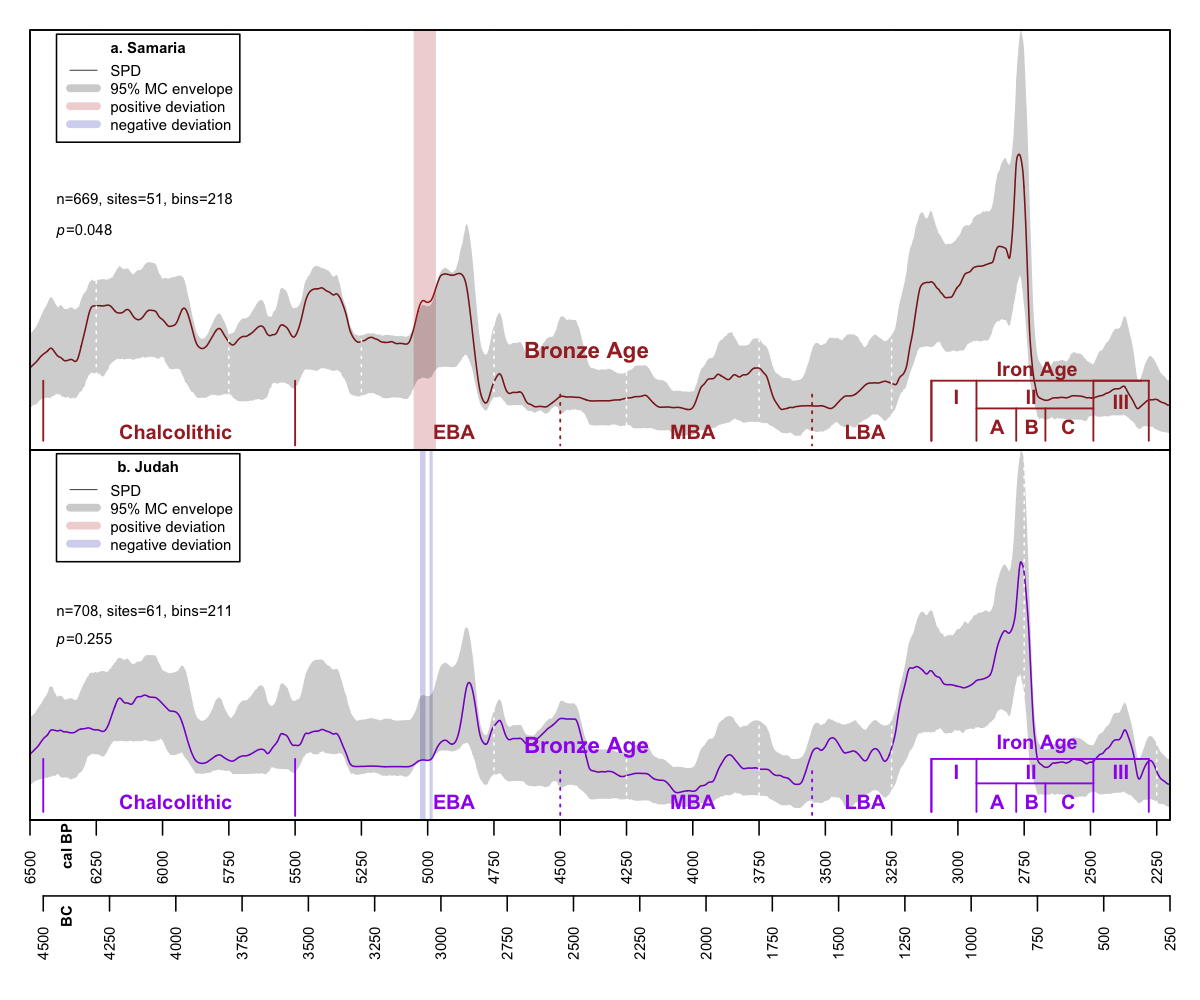 a. Samaria
SPD
95% MC envelope
positive deviation
negative deviation
n=669, sites=51, bins=218
p=0.048
Bronze Age
Iron Age
I II III
Chalcolithic EBA MBA LBA A B C
b. Judah
SPD
95% MC envelope
positive deviation
negative deviation
n=708, sites=61, bins=211
p=0.255
Bronze Age
Iron Age
I II III
Chalcolithic EBA MBA LBA A B C
cal BP
6500 6250 6000 5750 5500 5250 5000 4750 4500 4250 4000 3750 3500 3250 3000 2750 2500 2250
BC
4500 4250 4000 3750 3500 3250 3000 2750 2500 2250 2000 1750 1500 1250 1000 750 500 250